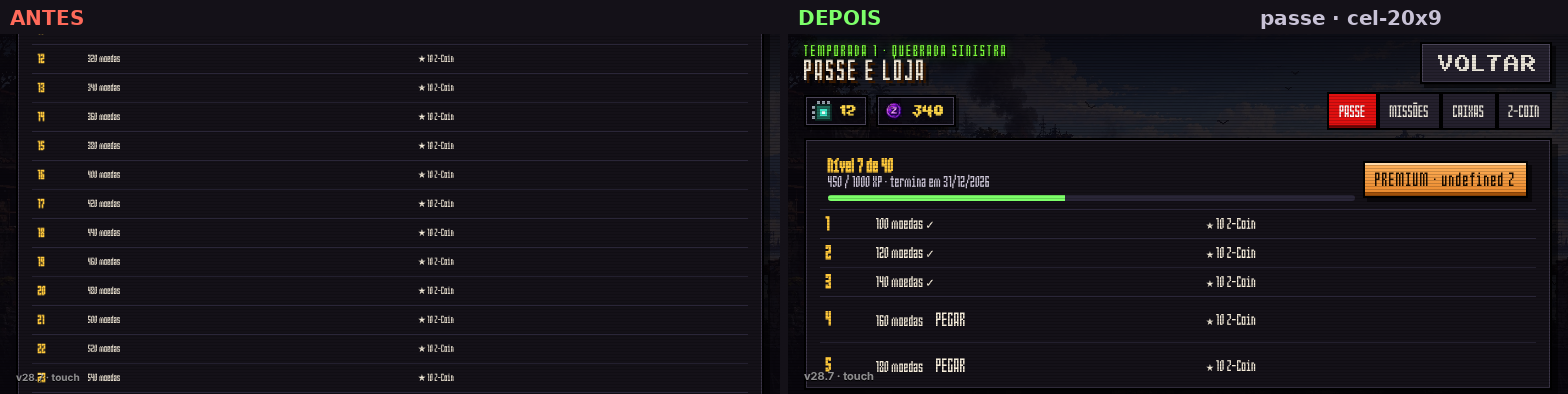 ANTES
12 320 moedas ★ 10 Z-Coin
13 340 moedas ★ 10 Z-Coin
14 360 moedas ★ 10 Z-Coin
15 380 moedas ★ 10 Z-Coin
16 400 moedas ★ 10 Z-Coin
17 420 moedas ★ 10 Z-Coin
18 440 moedas ★ 10 Z-Coin
19 460 moedas ★ 10 Z-Coin
20 480 moedas ★ 10 Z-Coin
21 500 moedas ★ 10 Z-Coin
22 520 moedas ★ 10 Z-Coin
23 540 moedas ★ 10 Z-Coin
touch
DEPOIS passe · cel-20x9
TEMPORADA 1 · QUEBRADA SINISTRA
PASSE E LOJA
VOLTAR
12 340
PASSE MISSÕES CAIXAS Z-COIN
Nível 7 de 40
450 / 1000 XP · termina em 31/12/2026
PREMIUM · undefined Z
1 100 moedas ✓ ★ 10 Z-Coin
2 120 moedas ✓ ★ 10 Z-Coin
3 140 moedas ✓ ★ 10 Z-Coin
4 160 moedas PEGAR ★ 10 Z-Coin
5 180 moedas PEGAR ★ 10 Z-Coin
v28.7 · touch